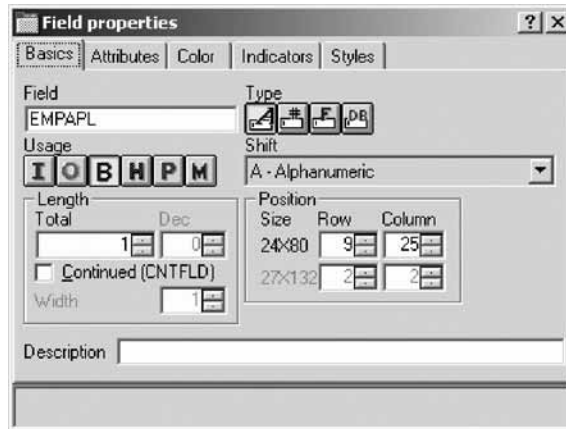 Field properties ? ×
Basics Attributes Color Indicators Styles
Field Type
EMPAPL A # F DB
Usage Shift
I O B H P M A - Alphanumeric
Length Position
Total Dec Size Row Column
1 0 24X80 9 25
Continued (CNTFLD) 27X132 2 2
Width 1
Description